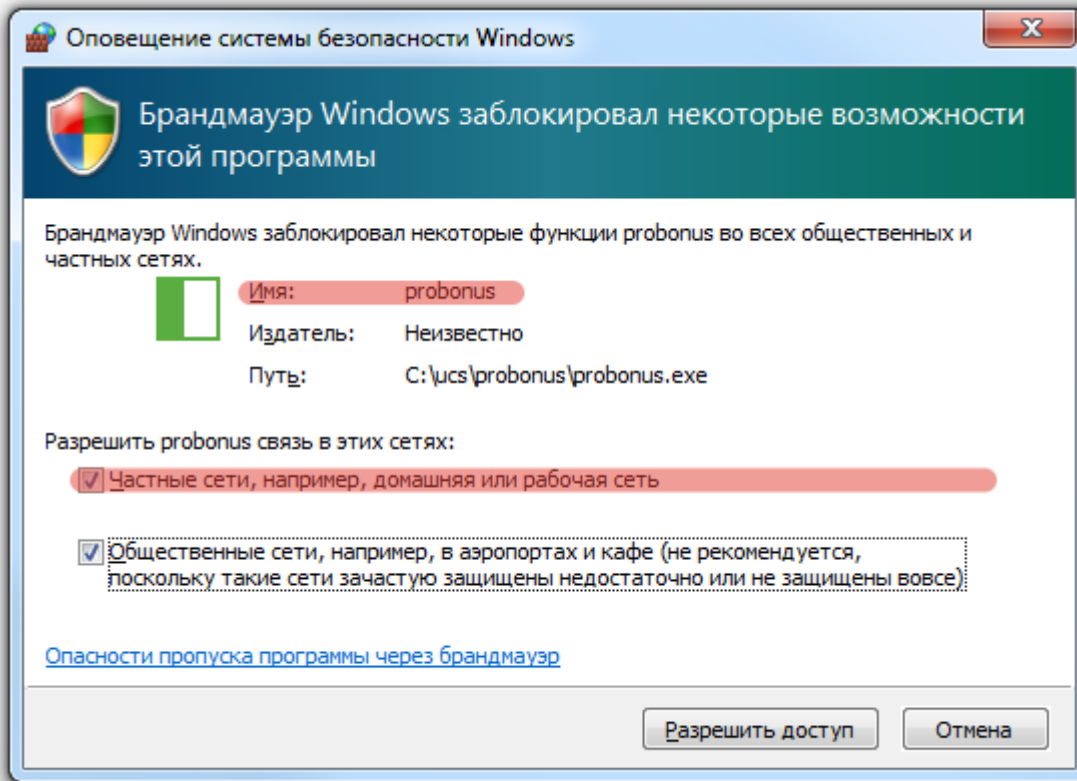 Оповещение системы безопасности Windows
Брандмауэр Windows заблокировал некоторые возможности
этой программы
Брандмауэр Windows заблокировал некоторые функции probonus во всех общественных и
частных сетях.
Имя: probonus
Издатель: Неизвестно
Путь: C:\ucs\probonus\probonus.exe
Разрешить probonus связь в этих сетях:
Частные сети, например, домашняя или рабочая сеть
Общественные сети, например, в аэропортах и кафе (не рекомендуется,
поскольку такие сети зачастую защищены недостаточно или не защищены вовсе)
Опасности пропуска программы через брандмауэр
Разрешить доступ Отмена